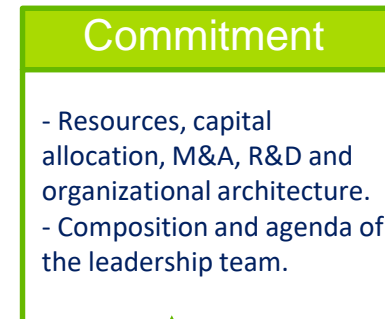 Commitment
- Resources, capital
allocation, M&A, R&D and
organizational architecture.
- Composition and agenda of
the leadership team.